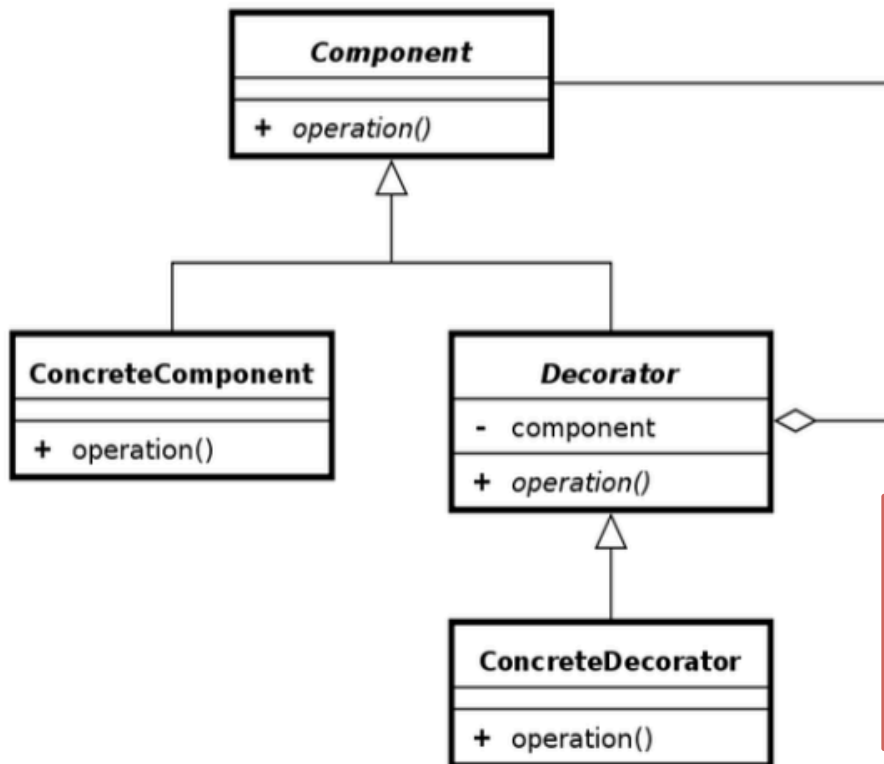 Component
+ operation()
ConcreteComponent
+ operation()
Decorator
- component
+ operation()
ConcreteDecorator
+ operation()